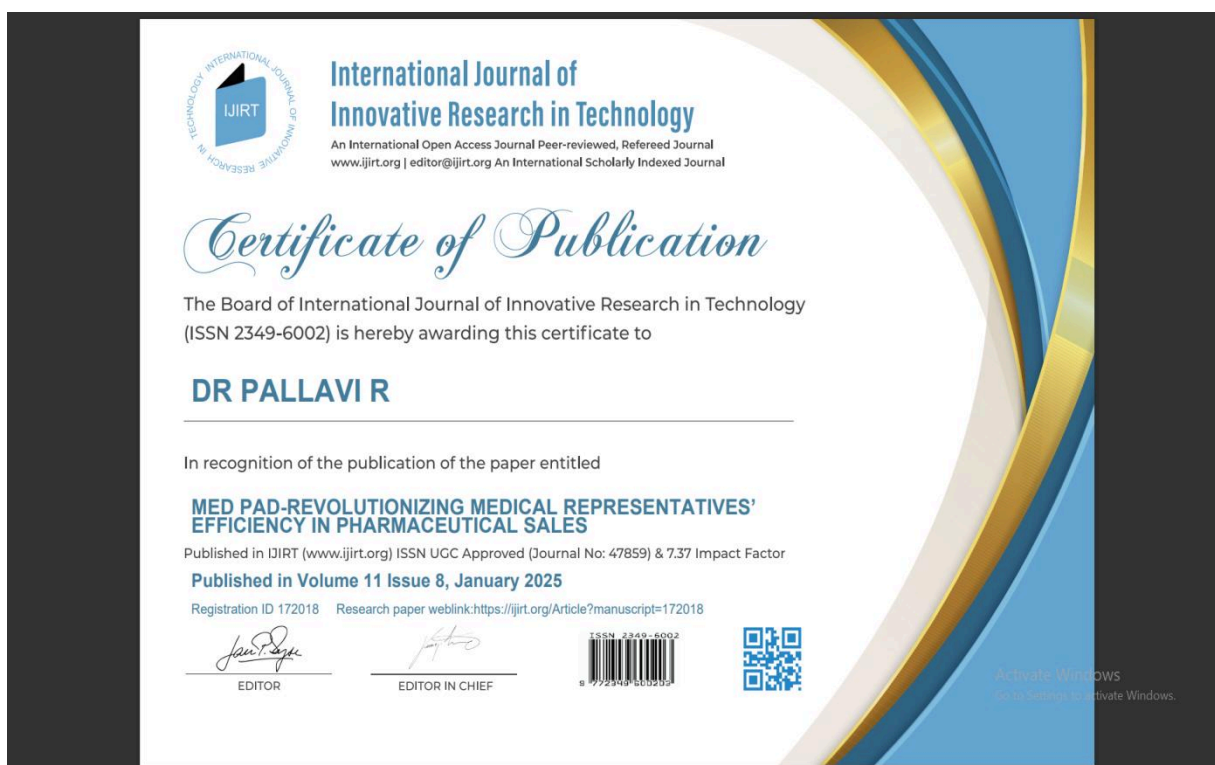 INTERNATIONAL JOURNAL OF INNOVATIVE RESEARCH IN TECHNOLOGY
IJIRT
International Journal of
Innovative Research in Technology
An International Open Access Journal Peer-reviewed, Refereed Journal
www.ijirt.org | editor@ijirt.org An International Scholarly Indexed Journal
Certificate of Publication
The Board of International Journal of Innovative Research in Technology
(ISSN 2349-6002) is hereby awarding this certificate to
DR PALLAVI R
In recognition of the publication of the paper entitled
MED PAD-REVOLUTIONIZING MEDICAL REPRESENTATIVES’
EFFICIENCY IN PHARMACEUTICAL SALES
Published in IJIRT (www.ijirt.org) ISSN UGC Approved (Journal No: 47859) & 7.37 Impact Factor
Published in Volume 11 Issue 8, January 2025
Registration ID 172018 Research paper weblink:https://ijirt.org/Article?manuscript=172018
ISSN 2349-6002
EDITOR
EDITOR IN CHIEF
Activate Windows
Go to Settings to activate Windows.